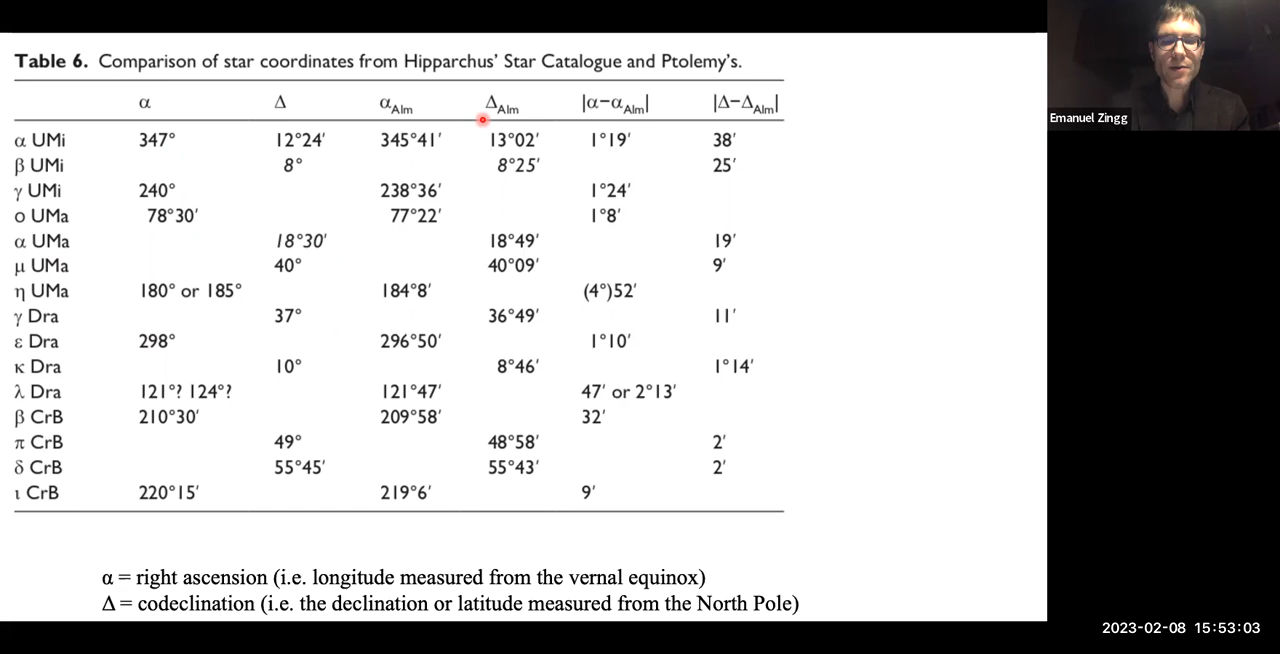 Table 6. Comparison of star coordinates from Hipparchus' Star Catalogue and Ptolemy's.
α Δ αAlm ΔAlm |α−αAlm| |Δ−ΔAlm|
α UMi 347° 12°24′ 345°41′ 13°02′ 1°19′ 38′
β UMi 8° 8°25′ 25′
γ UMi 240° 238°36′ 1°24′
ο UMa 78°30′ 77°22′ 1°8′
α UMa 18°30′ 18°49′ 19′
μ UMa 40° 40°09′ 9′
η UMa 180° or 185° 184°8′ (4°)52′
γ Dra 37° 36°49′ 11′
ε Dra 298° 296°50′ 1°10′
κ Dra 10° 8°46′ 1°14′
λ Dra 121°? 124°? 121°47′ 47′ or 2°13′
β CrB 210°30′ 209°58′ 32′
π CrB 49° 48°58′ 2′
δ CrB 55°45′ 55°43′ 2′
ι CrB 220°15′ 219°6′ 9′
α = right ascension (i.e. longitude measured from the vernal equinox)
Δ = codeclination (i.e. the declination or latitude measured from the North Pole)
Emanuel Zingg
2023-02-08 15:53:03